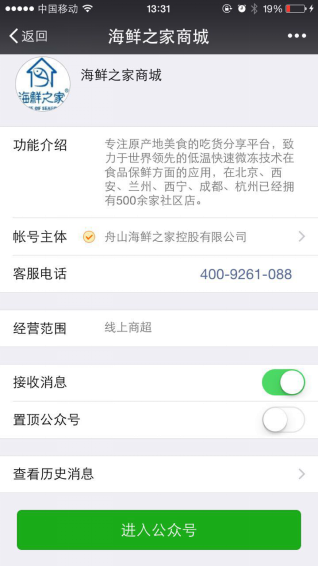 中国移动 13:31 19%
返回 海鲜之家商城
海鲜之家 海鲜之家商城
功能介绍 专注原产地美食的吃货分享平台，致
力于世界领先的低温快速微冻技术在
食品保鲜方面的应用，在北京、西
安、兰州、西宁、成都、杭州已经拥
有500余家社区店。
帐号主体 舟山海鲜之家控股有限公司
客服电话 400-9261-088
经营范围 线上商超
接收消息
置顶公众号
查看历史消息
进入公众号